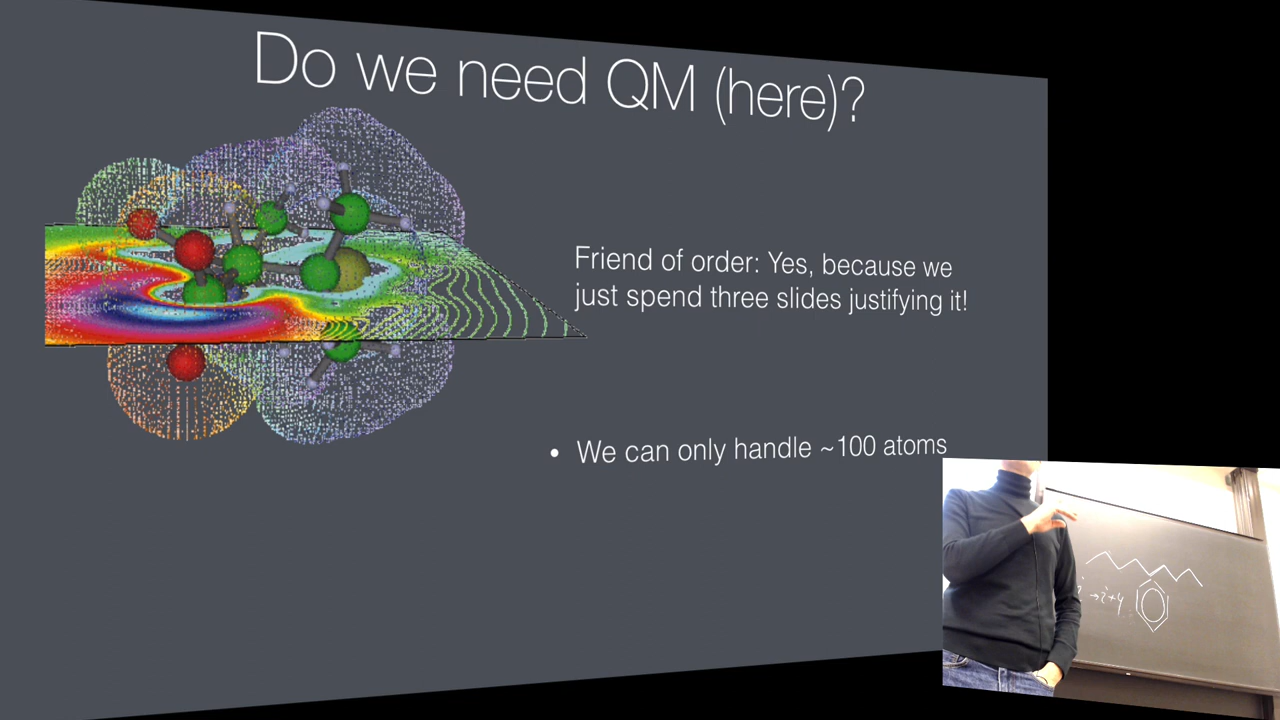 Do we need QM (here)?
Friend of order: Yes, because we
just spend three slides justifying it!
• We can only handle ~100 atoms